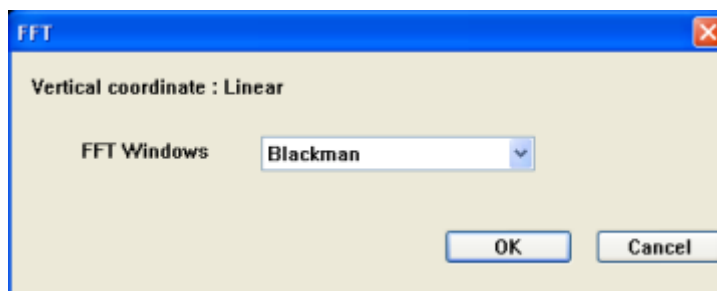 FFT
Vertical coordinate : Linear
FFT Windows Blackman
OK Cancel